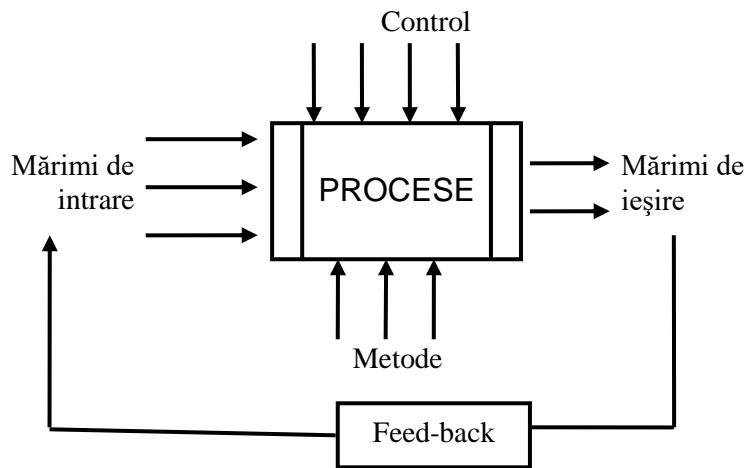 Control
Mărimi de
intrare
PROCESE
Mărimi de
ieşire
Metode
Feed-back